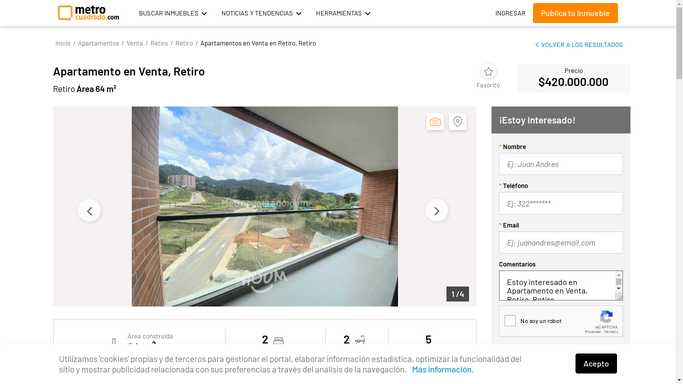 metro
cuadrado.com
BUSCAR INMUEBLES
NOTICIAS Y TENDENCIAS
HERRAMIENTAS
INGRESAR
Publica tu Inmueble
Inicio / Apartamentos / Venta / Retiro / Retiro / Apartamentos en Venta en Retiro, Retiro
VOLVER A LOS RESULTADOS
Apartamento en Venta, Retiro
Retiro Área 64 m²
Favorito
Precio
$420.000.000
¡Estoy Interesado!
* Nombre
Ej: Juan Andres
* Teléfono
Ej: 322*******
* Email
Ej: juanandres@email.com
Comentarios
Estoy interesado en
Apartamento en Venta,
Retiro, Retiro
1 / 4
No soy un robot
reCAPTCHA
Privacidad - Términos
Área construida
2
2
5
Utilizamos 'cookies' propias y de terceros para gestionar el portal, elaborar información estadística, optimizar la funcionalidad del
sitio y mostrar publicidad relacionada con sus preferencias a través del análisis de la navegación. Más información.
Acepto